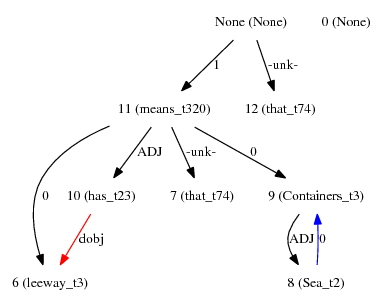 None (None) 0 (None)
1 -unk-
11 (means_t320) 12 (that_t74)
0 ADJ -unk- 0
10 (has_t23) 7 (that_t74) 9 (Containers_t3)
dobj ADJ 0
6 (leeway_t3) 8 (Sea_t2)